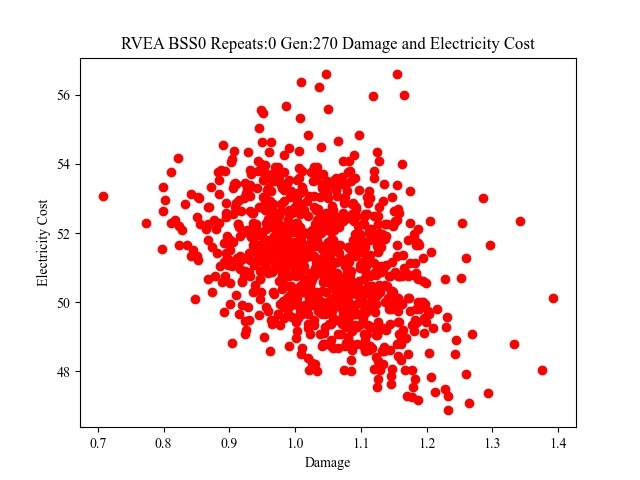 RVEA BSS0 Repeats:0 Gen:270 Damage and Electricity Cost
56
54
52
50
48
Electricity Cost
0.7 0.8 0.9 1.0 1.1 1.2 1.3 1.4
Damage